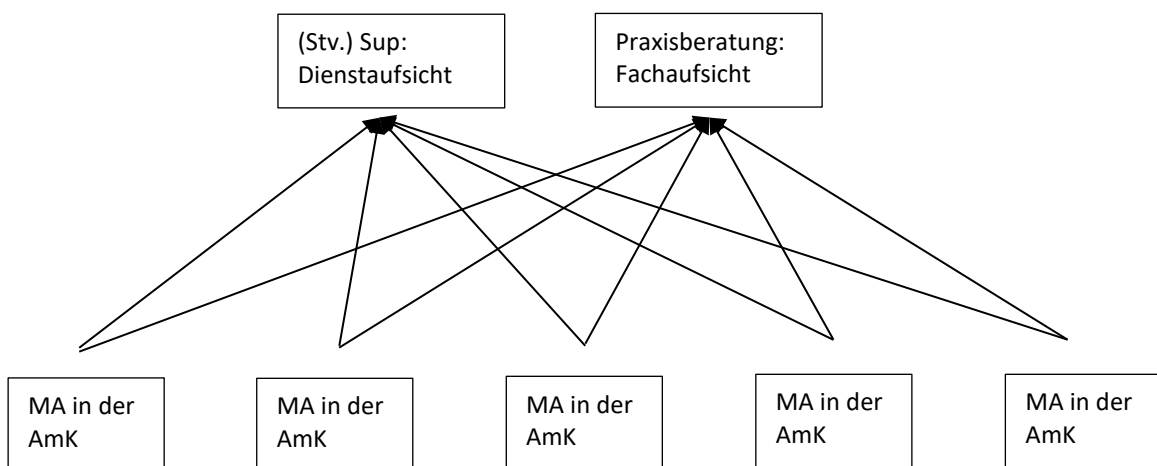 (Stv.) Sup:
Dienstaufsicht
Praxisberatung:
Fachaufsicht
MA in der
AmK
MA in der
AmK
MA in der
AmK
MA in der
AmK
MA in der
AmK